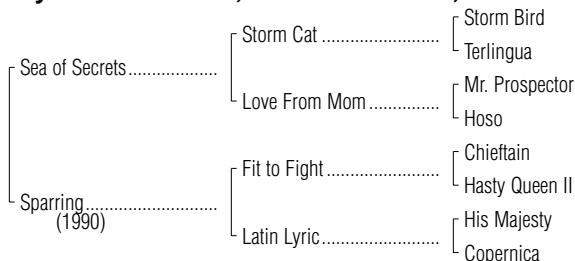 Storm Bird
Storm Cat ........................
Terlingua
Sea of Secrets...................
Mr. Prospector
Love From Mom ...............
Hoso
Chieftain
Fit to Fight ........................
Hasty Queen II
Sparring............................
(1990)
His Majesty
Latin Lyric.........................
Copernica